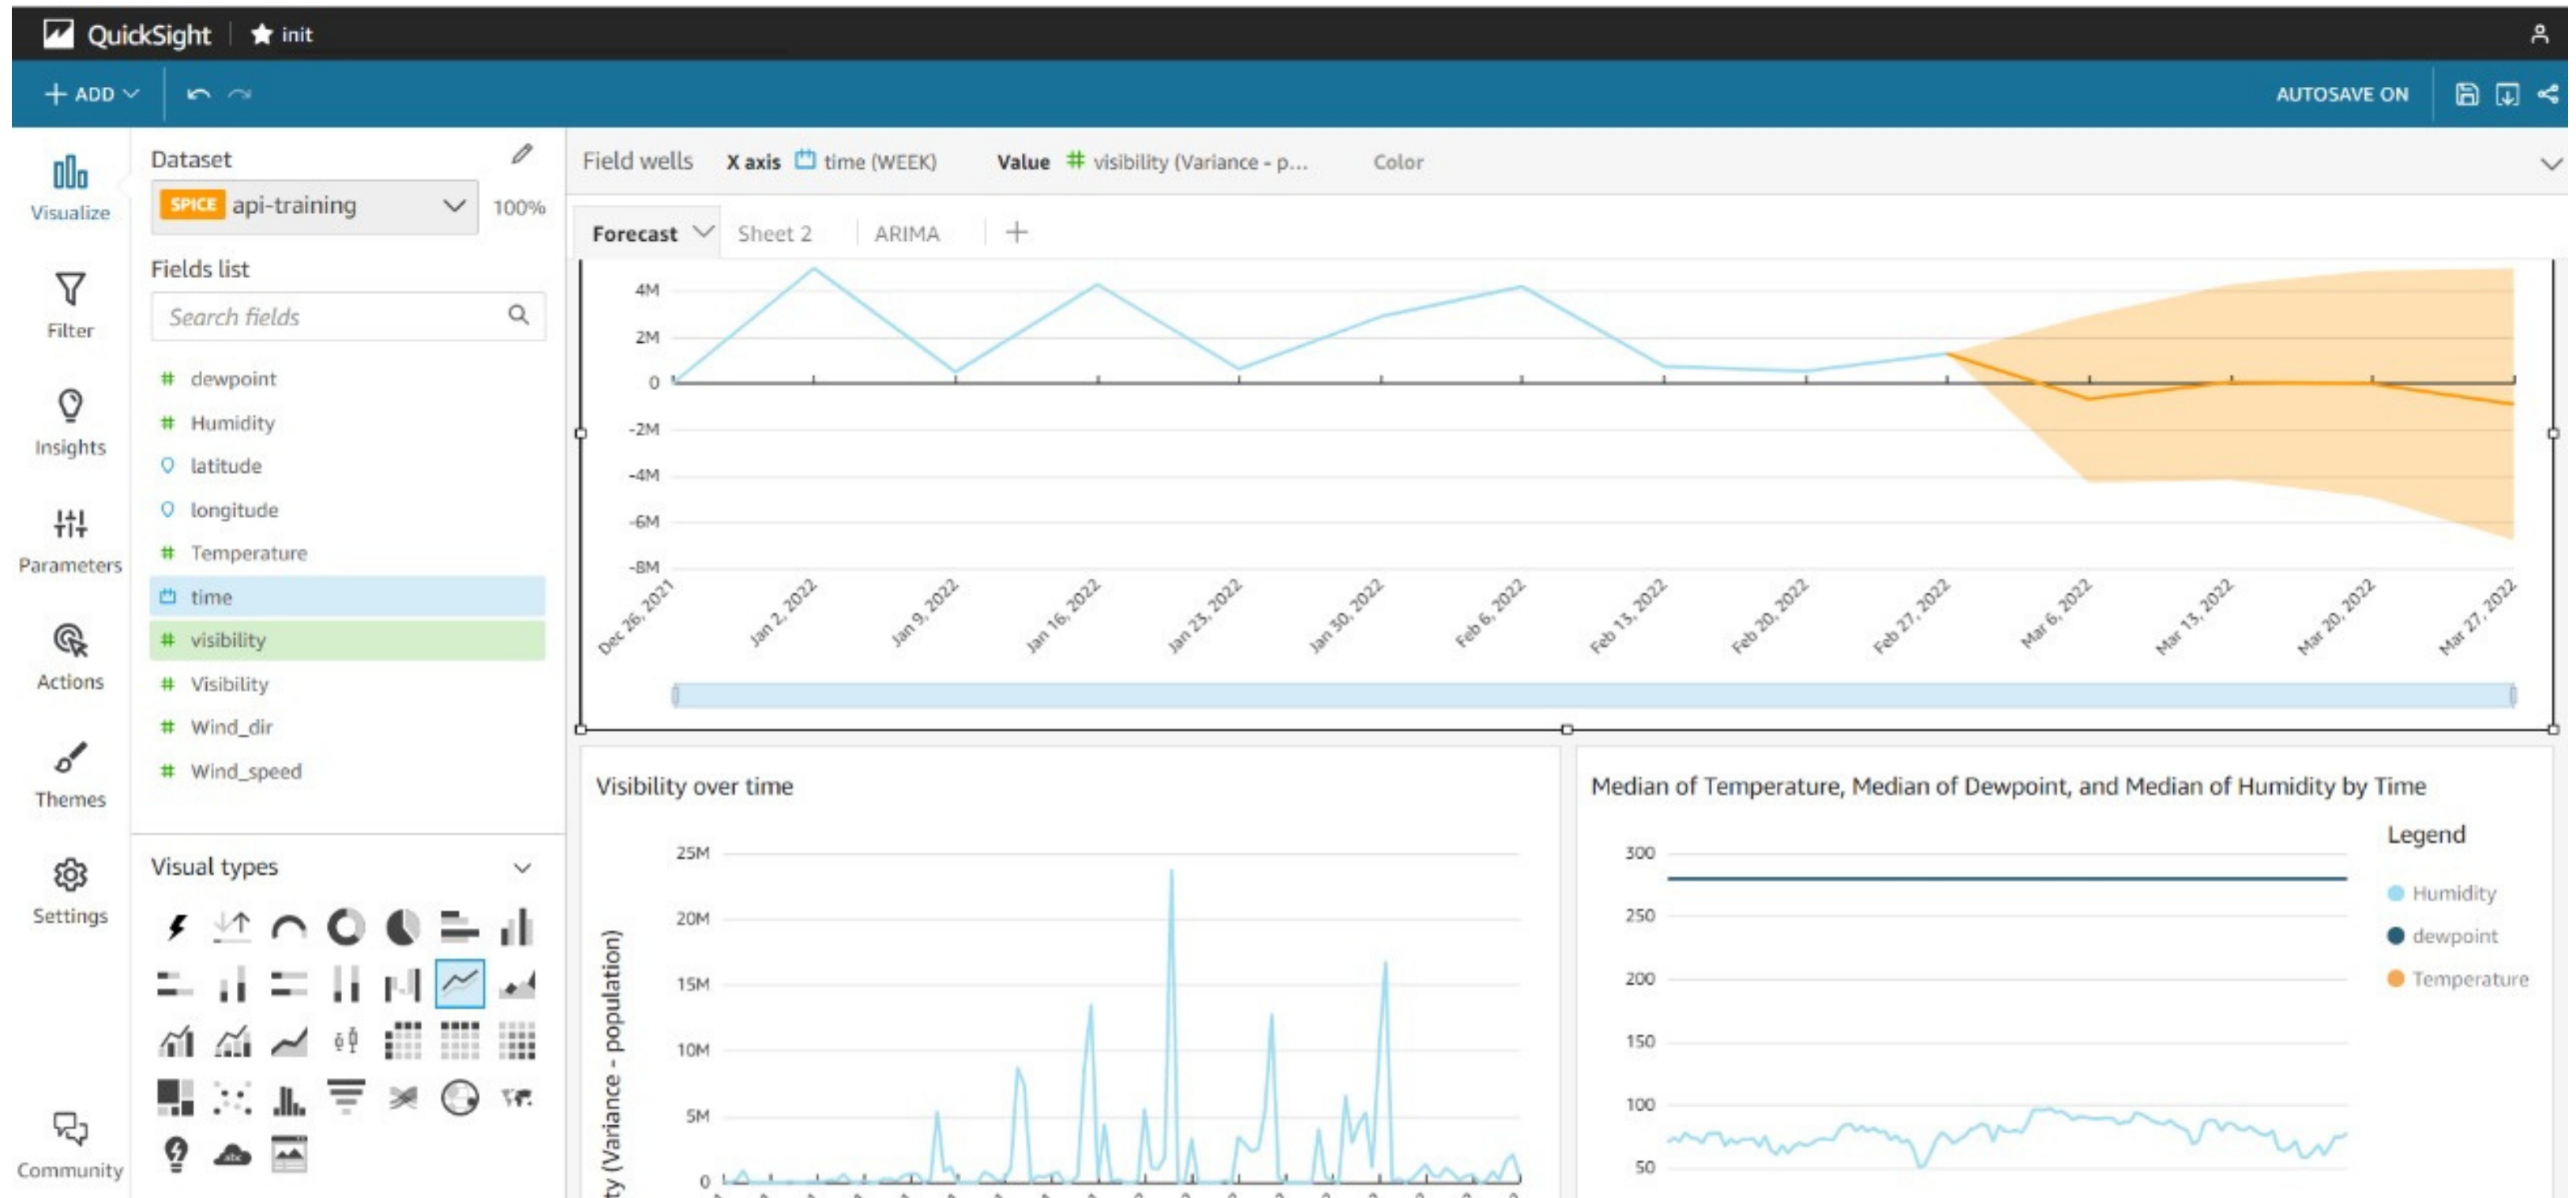 QuickSight
init
ADD
AUTOSAVE ON
Visualize
Filter
Insights
Parameters
Actions
Themes
Settings
Community
Dataset
SPICE api-training 100%
Fields list
Search fields
dewpoint
Humidity
latitude
longitude
Temperature
time
visibility
Visibility
Wind_dir
Wind_speed
Visual types
abc
Field wells X axis time (WEEK) Value visibility (Variance - p... Color
Forecast Sheet 2 ARIMA
4M
2M
0
-2M
-4M
-6M
-8M
Dec 26, 2021
Jan 2, 2022
Jan 9, 2022
Jan 16, 2022
Jan 23, 2022
Jan 30, 2022
Feb 6, 2022
Feb 13, 2022
Feb 20, 2022
Feb 27, 2022
Mar 6, 2022
Mar 13, 2022
Mar 20, 2022
Mar 27, 2022
Visibility over time
25M
20M
15M
10M
5M
0
ty (Variance - population)
Median of Temperature, Median of Dewpoint, and Median of Humidity by Time
300
250
200
150
100
50
Legend
Humidity
dewpoint
Temperature